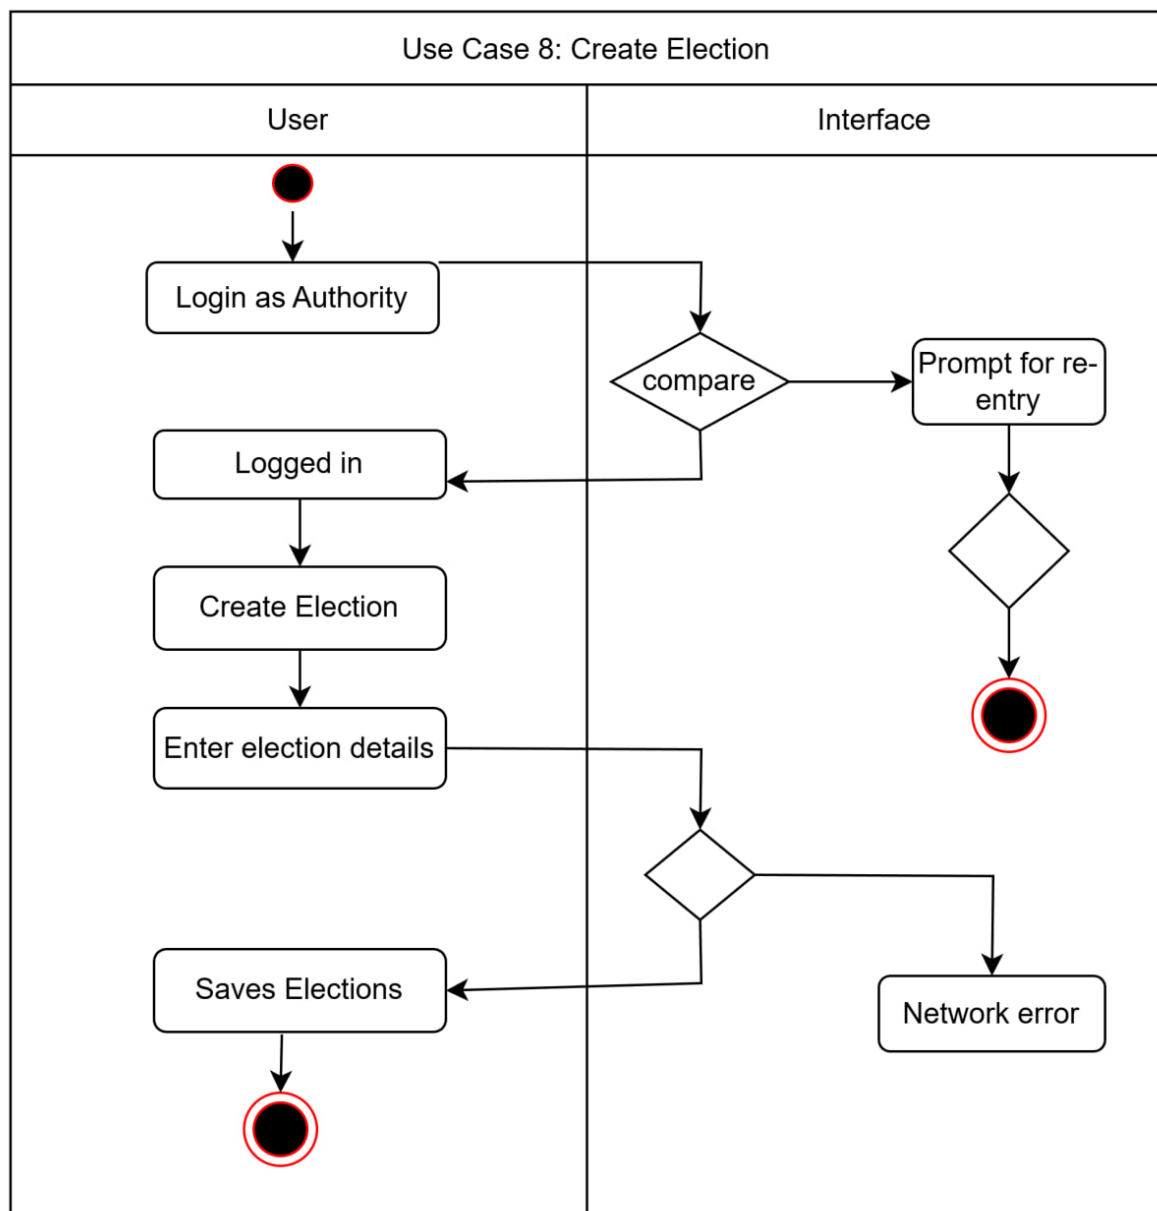 Use Case 8: Create Election
User
Interface
Login as Authority
compare
Prompt for re-
entry
Logged in
Create Election
Enter election details
Saves Elections
Network error